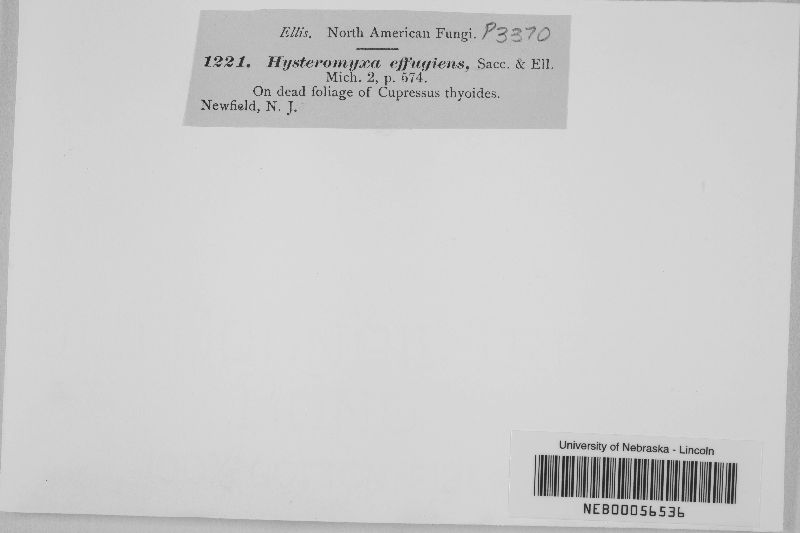 Ellis. North American Fungi. P3370
1221. Hysteromyxa effugiens, Sacc. & Ell.
Mich. 2, p. 574.
On dead foliage of Cupressus thyoides.
Newfield, N. J.
University of Nebraska - Lincoln
NEB00056536